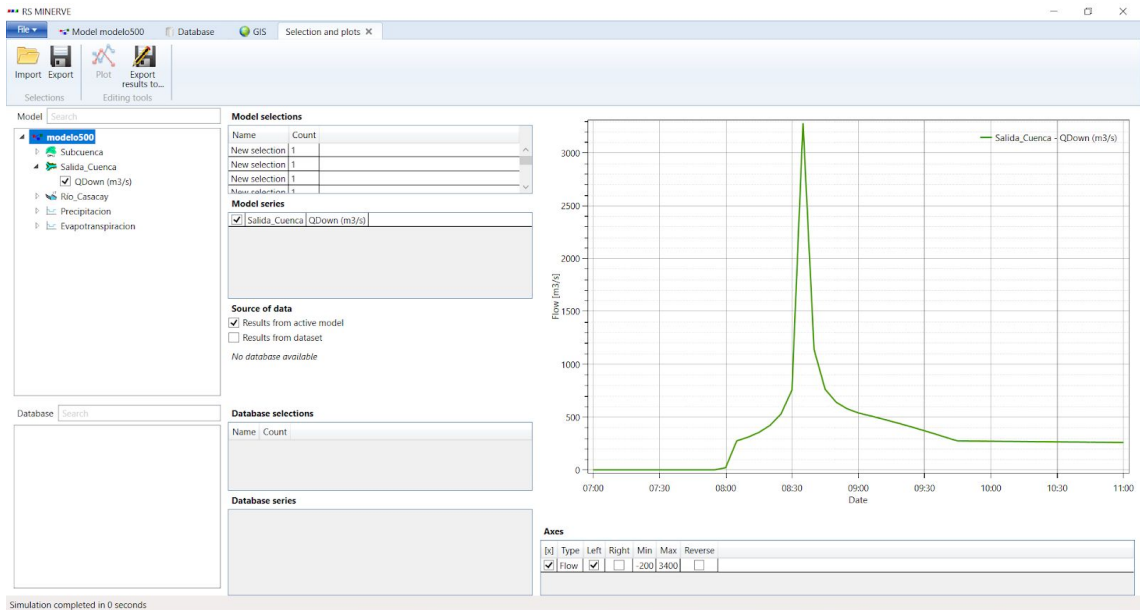 RS MINERVE
File Model modelo500 Database GIS Selection and plots
Import Export Plot Export results to...
Selections Editing tools
Model Search
modelo500
Subcuenca
Salida_Cuenca
QDown (m3/s)
Rio_Casacay
Precipitacion
Evapotranspiracion
Database Search
Model selections
Name Count
New selection 1
New selection 1
New selection 1
New selection 1
Model series
Salida_Cuenca QDown (m3/s)
Source of data
Results from active model
Results from dataset
No database available
Database selections
Name Count
Database series
Salida_Cuenca - QDown (m3/s)
3000
2500
2000
1500
1000
500
0
Flow [m3/s]
07:00 07:30 08:00 08:30 09:00 09:30 10:00 10:30 11:00
Date
Axes
[x] Type Left Right Min Max Reverse
Flow -200 3400
Simulation completed in 0 seconds